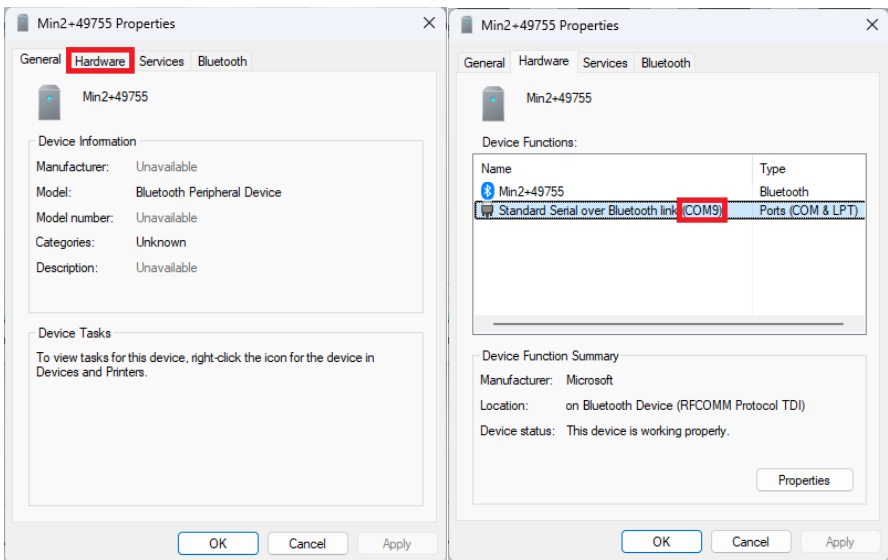 Min2+49755 Properties
General Hardware Services Bluetooth
Min2+49755
Device Information
Manufacturer: Unavailable
Model: Bluetooth Peripheral Device
Model number: Unavailable
Categories: Unknown
Description: Unavailable
Device Tasks
To view tasks for this device, right-click the icon for the device in
Devices and Printers.
OK Cancel Apply
Min2+49755 Properties
General Hardware Services Bluetooth
Min2+49755
Device Functions:
Name Type
Min2+49755 Bluetooth
Standard Serial over Bluetooth link (COM9) Ports (COM & LPT)
Device Function Summary
Manufacturer: Microsoft
Location: on Bluetooth Device (RFCOMM Protocol TDI)
Device status: This device is working properly.
Properties
OK Cancel Apply